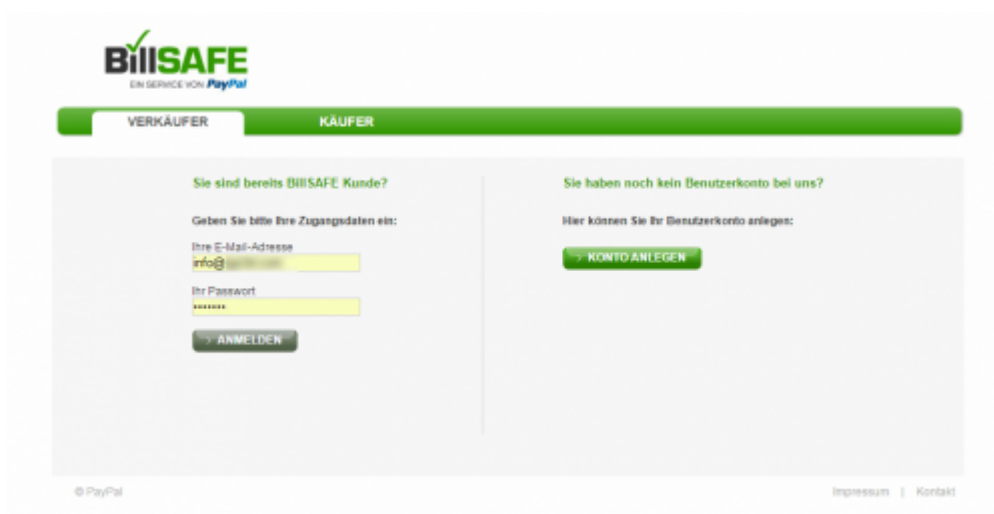 BillSAFE
EIN SERVICE VON PayPal
VERKÄUFER
KÄUFER
Sie sind bereits BillSAFE Kunde?
Geben Sie bitte Ihre Zugangsdaten ein:
Ihre E-Mail-Adresse
info@
Ihr Passwort
•••••••
> ANMELDEN
Sie haben noch kein Benutzerkonto bei uns?
Hier können Sie Ihr Benutzerkonto anlegen:
> KONTO ANLEGEN
© PayPal
Impressum | Kontakt